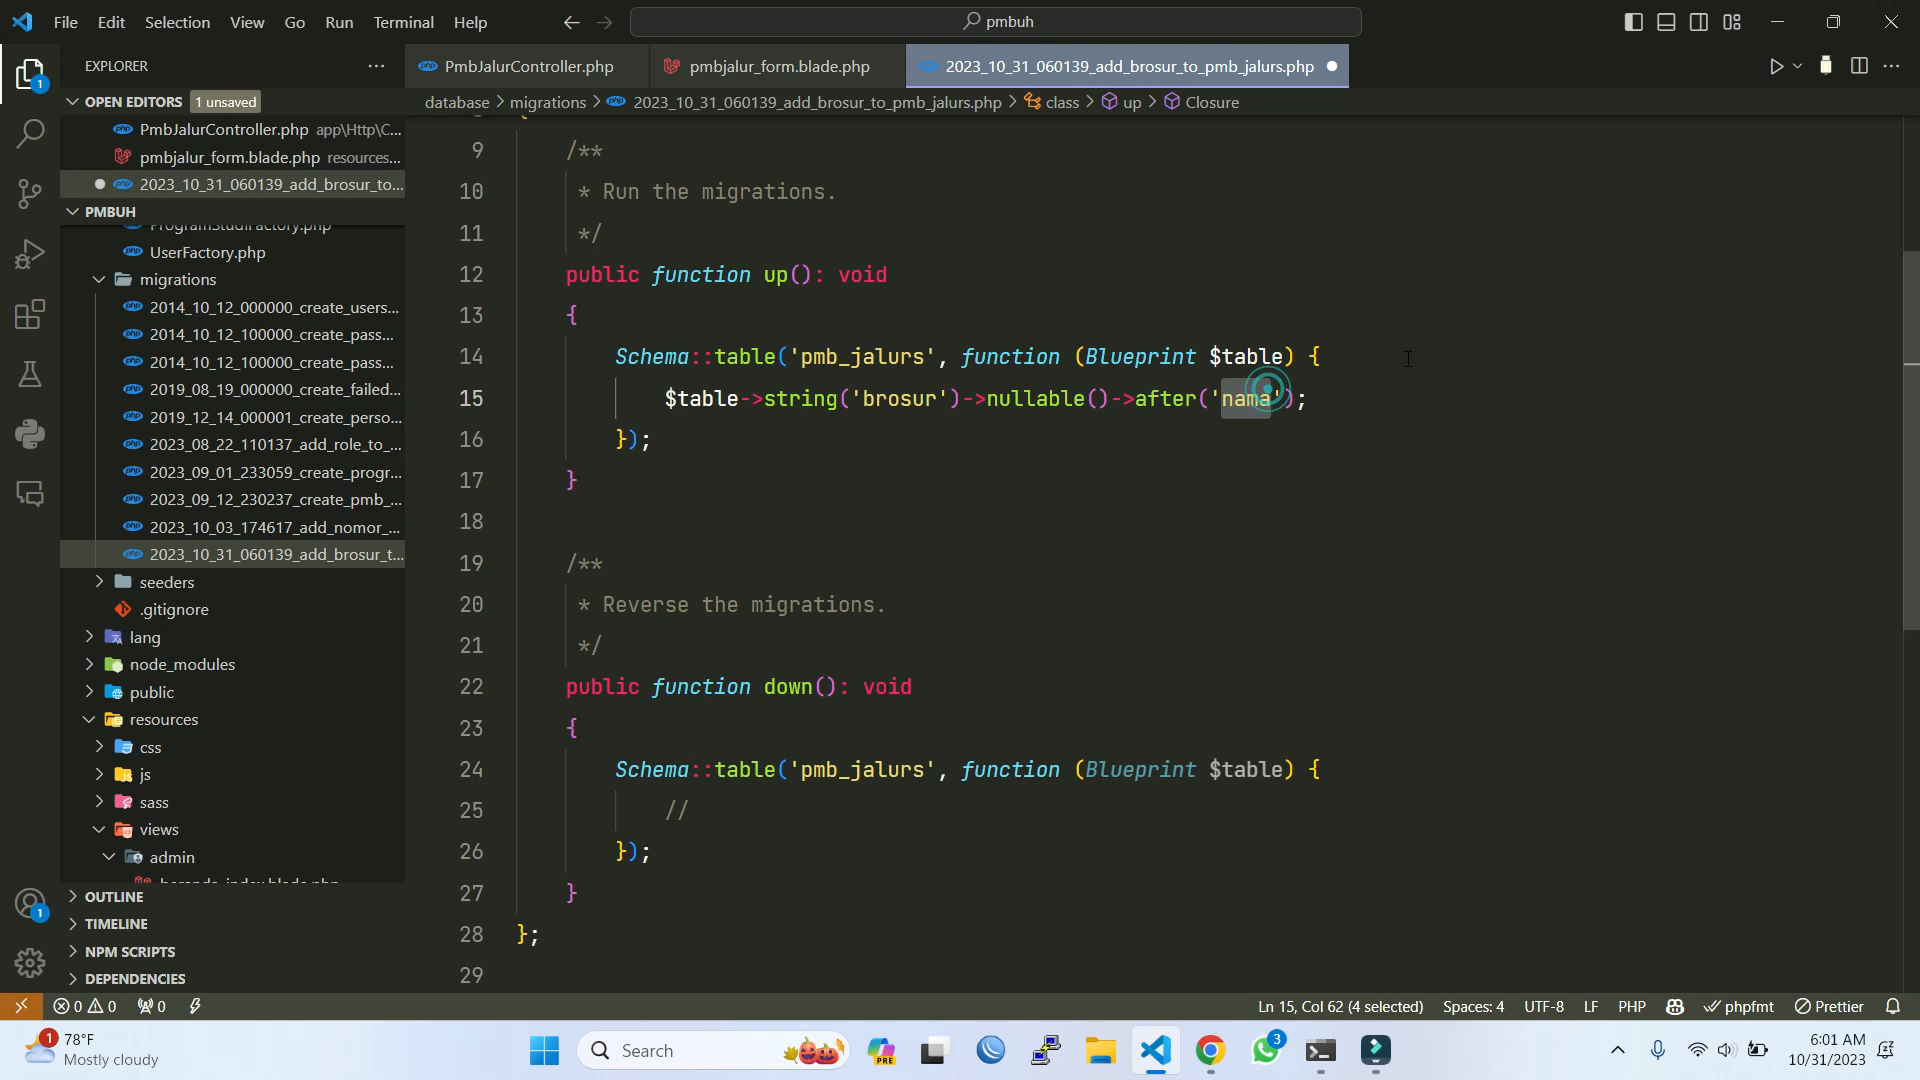 File Edit Selection View Go Run Terminal Help
pmbuh
EXPLORER
PmbJalurController.php
pmbjalur_form.blade.php
2023_10_31_060139_add_brosur_to_pmb_jalurs.php
OPEN EDITORS 1 unsaved
database > migrations > 2023_10_31_060139_add_brosur_to_pmb_jalurs.php > class > up > Closure
PmbJalurController.php app\Http\C...
pmbjalur_form.blade.php resources...
2023_10_31_060139_add_brosur_to...
PMBUH
ProgramStudiFactory.php
UserFactory.php
migrations
2014_10_12_000000_create_users...
2014_10_12_100000_create_pass...
2014_10_12_100000_create_pass...
2019_08_19_000000_create_failed...
2019_12_14_000001_create_perso...
2023_08_22_110137_add_role_to_...
2023_09_01_233059_create_progr...
2023_09_12_230237_create_pmb_...
2023_10_03_174617_add_nomor_...
2023_10_31_060139_add_brosur_t...
seeders
.gitignore
lang
node_modules
public
resources
css
js
sass
views
admin
OUTLINE
TIMELINE
NPM SCRIPTS
DEPENDENCIES
9 /**
10 * Run the migrations.
11 */
12 public function up(): void
13 {
14 Schema::table('pmb_jalurs', function (Blueprint $table) {
15 $table->string('brosur')->nullable()->after('nama');
16 });
17 }
18
19 /**
20 * Reverse the migrations.
21 */
22 public function down(): void
23 {
24 Schema::table('pmb_jalurs', function (Blueprint $table) {
25 //
26 });
27 }
28 };
29
0 0 0
Ln 15, Col 62 (4 selected) Spaces: 4 UTF-8 LF PHP phpfmt Prettier
1 78°F
Mostly cloudy
Search
PRE
3
6:01 AM
10/31/2023